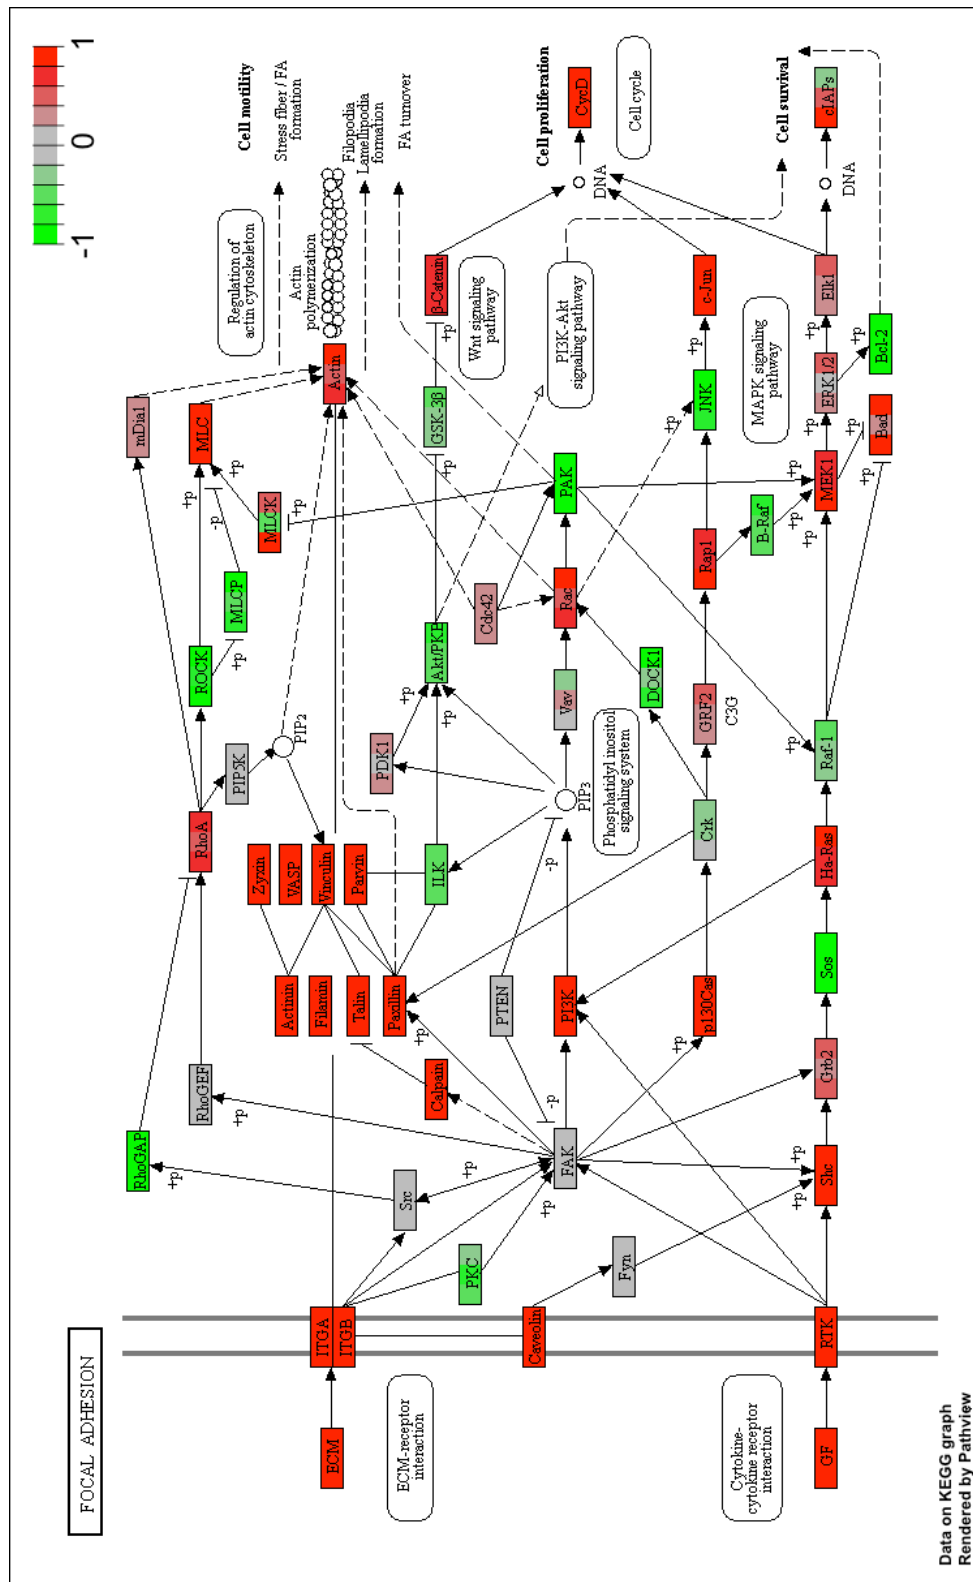 FOCAL ADHESION
-1
0
1
RhoGAP
+p
RhoGEF
+p
RhoA
mDia1
ROCK
+p
MLCP
+p
-p
MLCK
+p
+p
MLC
PIP5K
PIP2
Regulation of
actin cytoskeleton
Cell motility
Stress fiber / FA
formation
Actin
polymerization
Filopodia
Lamellipodia
formation
FA turnover
Actin
Actinin
Filamin
Talin
Paxillin
+p
Zyxin
VASP
Vinculin
Parvin
ECM
ITGA
ITGB
ECM-receptor
interaction
Src
+p
Calpain
PKC
+p
FAK
-p
PTEN
-p
ILK
PDK1
+p
Akt/PKB
+p
+p
GSK-3β
+p
β-Catenin
Wnt signaling
pathway
Cell proliferation
CycD
Cell cycle
DNA
Cdc42
Caveolin
Fyn
PI3K
PIP3
Phosphatidyl inositol
signaling system
Vav
Rac
PAK
PI3K-Akt
signaling pathway
Cell survival
DOCK1
+p
p130Cas
Crk
GRF2
C3G
Rap1
JNK
+p
+p
c-Jun
MAPK signaling
pathway
B-Raf
+p
Cytokine-
cytokine receptor
interaction
GF
RTK
+p
+p
Shc
Grb2
Sos
Ha-Ras
+p
Raf-1
+p
MEK1
+p
ERK1/2
+p
Elk1
DNA
cIAPs
+p
Bad
+p
Bcl-2
Data on KEGG graph
Rendered by Pathview